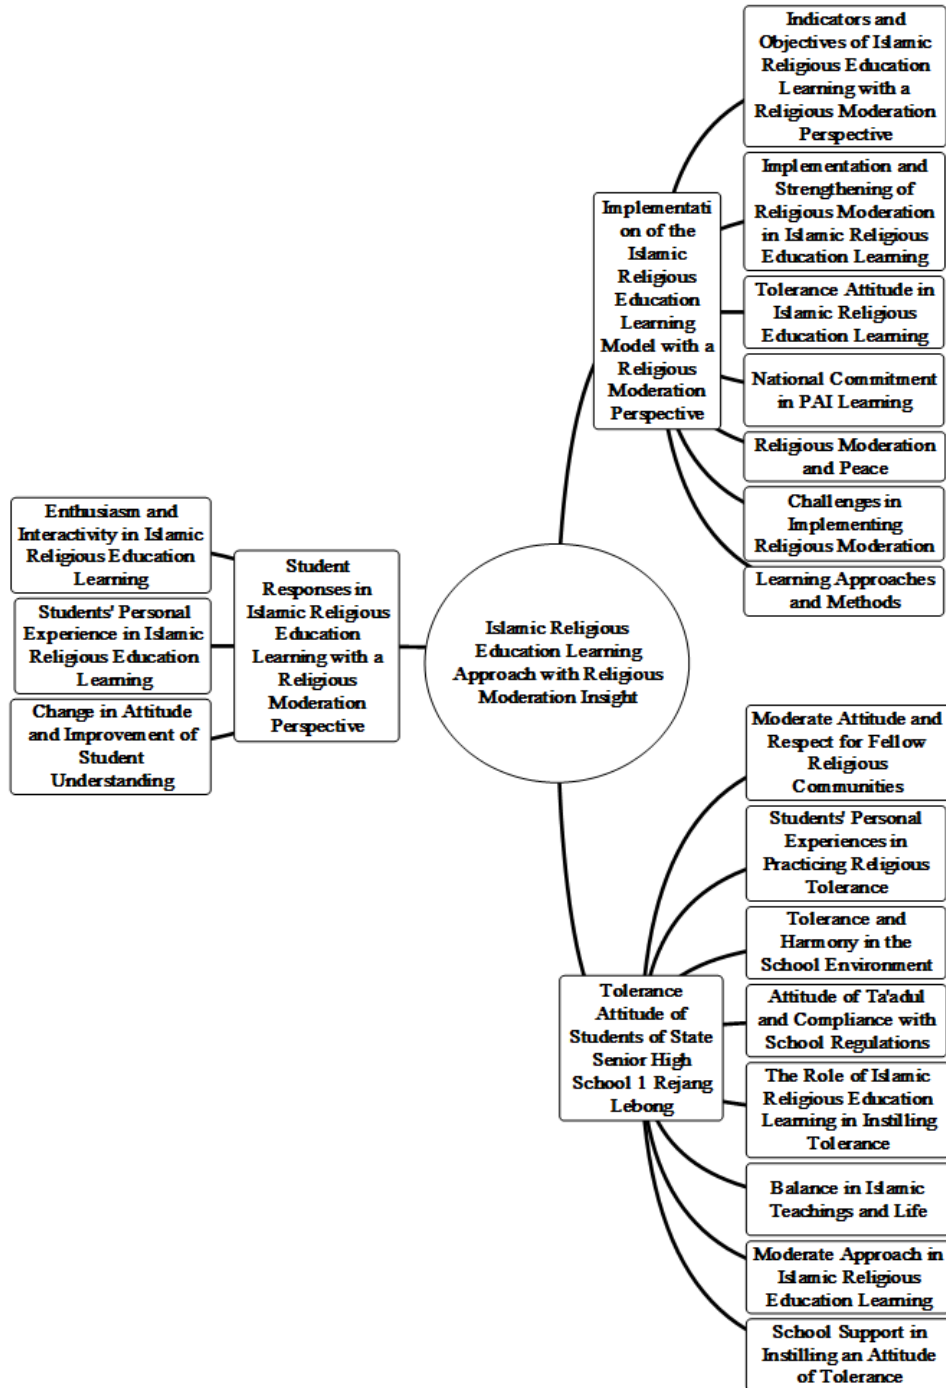 Indicators and
Objectives of Islamic
Religious Education
Learning with a
Religious Moderation
Perspective
Implementation and
Strengthening of
Religious Moderation
in Islamic Religious
Education Learning
Tolerance Attitude in
Islamic Religious
Education Learning
National Commitment
in PAI Learning
Religious Moderation
and Peace
Challenges in
Implementing
Religious Moderation
Learning Approaches
and Methods
Implementati
on of the
Islamic
Religious
Education
Learning
Model with a
Religious
Moderation
Perspective
Enthusiasm and
Interactivity in Islamic
Religious Education
Learning
Students' Personal
Experience in Islamic
Religious Education
Learning
Change in Attitude
and Improvement of
Student
Understanding
Student
Responses in
Islamic Religious
Education
Learning with a
Religious
Moderation
Perspective
Islamic Religious
Education Learning
Approach with Religious
Moderation Insight
Tolerance
Attitude of
Students of State
Senior High
School 1 Rejang
Lebong
Moderate Attitude and
Respect for Fellow
Religious
Communities
Students' Personal
Experiences in
Practicing Religious
Tolerance
Tolerance and
Harmony in the
School Environment
Attitude of Ta'adul
and Compliance with
School Regulations
The Role of Islamic
Religious Education
Learning in Instilling
Tolerance
Balance in Islamic
Teachings and Life
Moderate Approach in
Islamic Religious
Education Learning
School Support in
Instilling an Attitude
of Tolerance